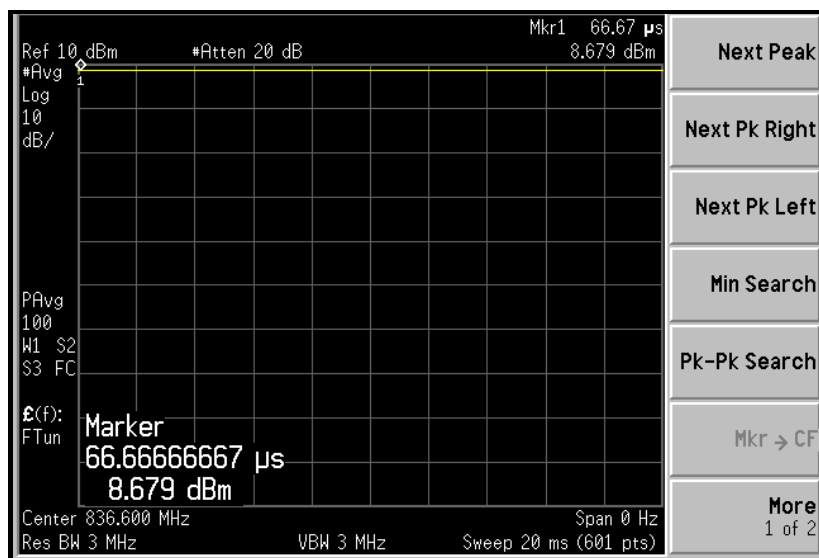 Mkr1 66.67 µs
Ref 10 dBm #Atten 20 dB 8.679 dBm
#Avg
1
Log
10
dB/
PAvg
100
W1 S2
S3 FC
£(f):
FTun
Marker
66.66666667 µs
8.679 dBm
Center 836.600 MHz Span 0 Hz
Res BW 3 MHz VBW 3 MHz Sweep 20 ms (601 pts)
Next Peak
Next Pk Right
Next Pk Left
Min Search
Pk-Pk Search
Mkr → CF
More
1 of 2